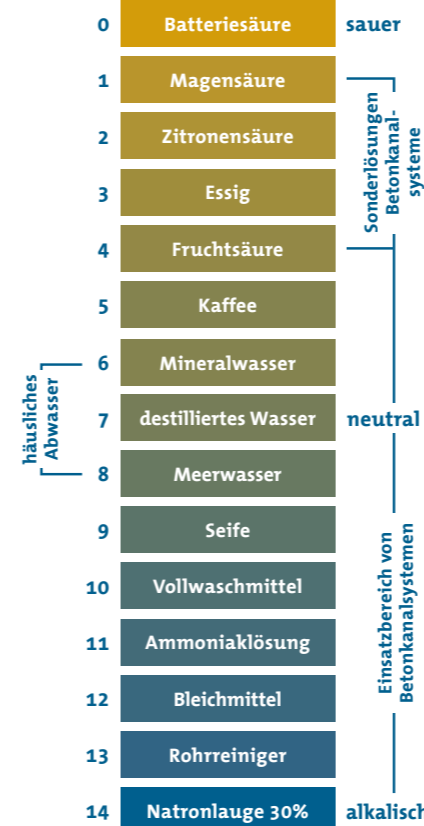 0 Batteriesäure sauer
1 Magensäure
2 Zitronensäure
3 Essig
4 Fruchtsäure
Sonderlösungen
Betonkanal-
systeme
5 Kaffee
6 Mineralwasser
7 destilliertes Wasser neutral
8 Meerwasser
häusliches
Abwasser
9 Seife
10 Vollwaschmittel
11 Ammoniaklösung
12 Bleichmittel
13 Rohrreiniger
Einsatzbereich von
Betonkanalsystemen
14 Natronlauge 30% alkalisch